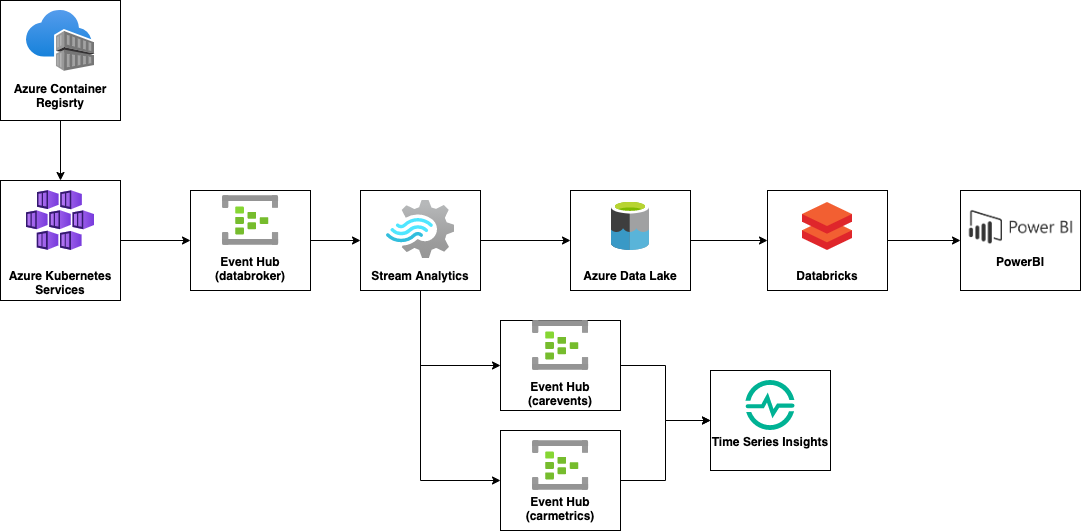 Azure Container
Regisrty
Azure Kubernetes
Services
Event Hub
(databroker)
Stream Analytics
Azure Data Lake
Databricks
Power BI
PowerBI
Event Hub
(carevents)
Time Series Insights
Event Hub
(carmetrics)